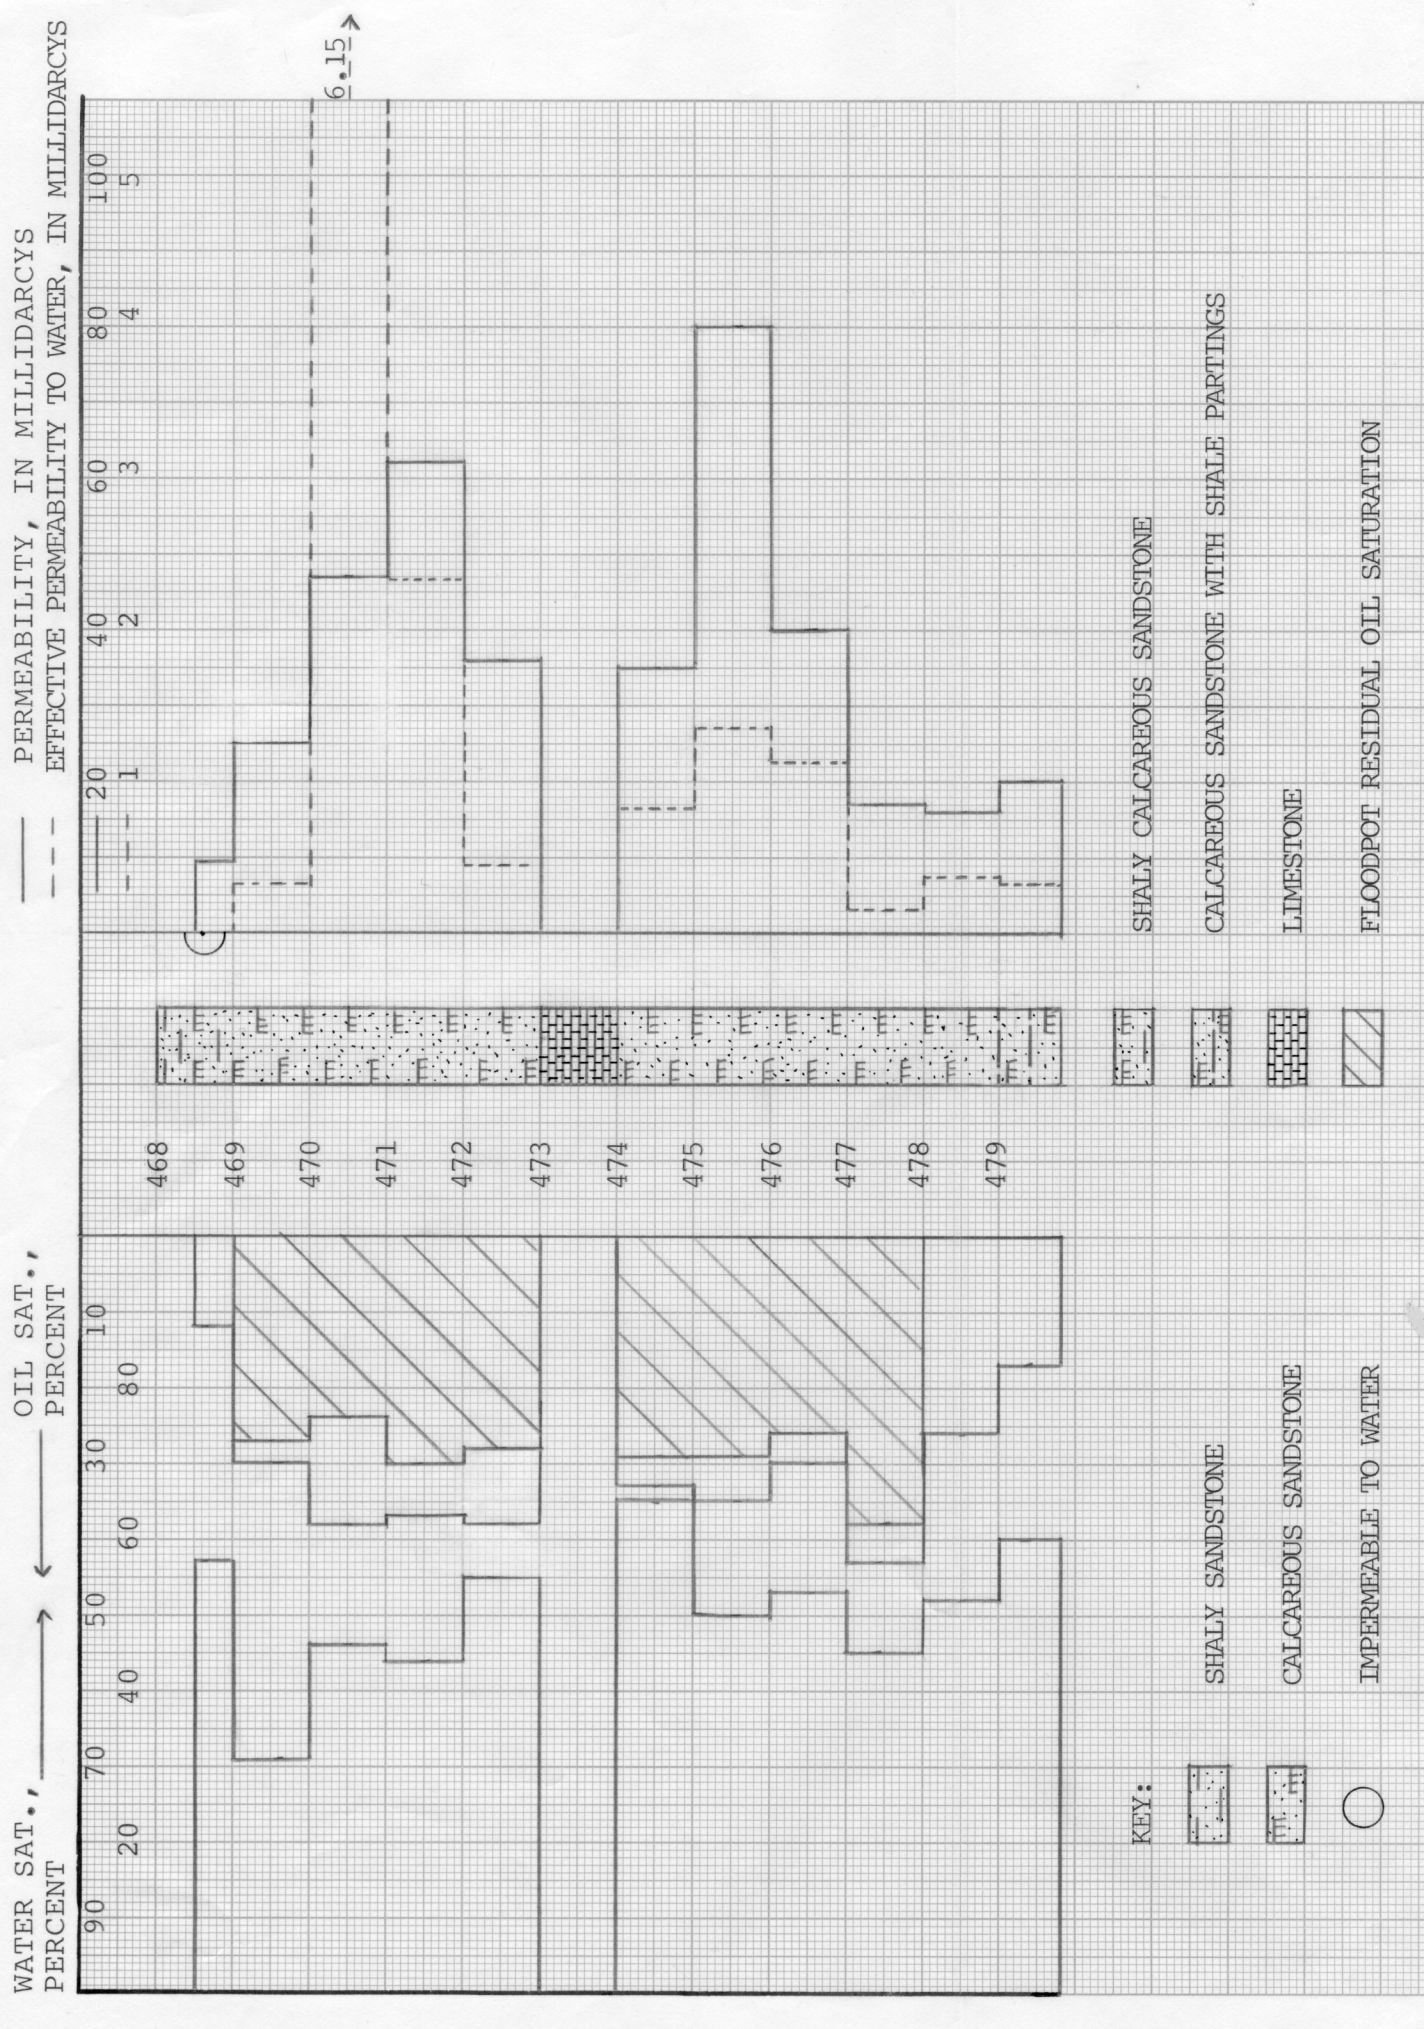 WATER SAT.,
PERCENT
OIL SAT.,
PERCENT
PERMEABILITY, IN MILLIDARCYS
EFFECTIVE PERMEABILITY TO WATER, IN MILLIDARCYS
90 70 50 30 10
20 40 60 80
20 40 60 80 100
1 2 3 4 5
6.15
468
469
470
471
472
473
474
475
476
477
478
479
KEY:
SHALY SANDSTONE
CALCAREOUS SANDSTONE
IMPERMEABLE TO WATER
SHALY CALCAREOUS SANDSTONE
CALCAREOUS SANDSTONE WITH SHALE PARTINGS
LIMESTONE
FLOODPOT RESIDUAL OIL SATURATION